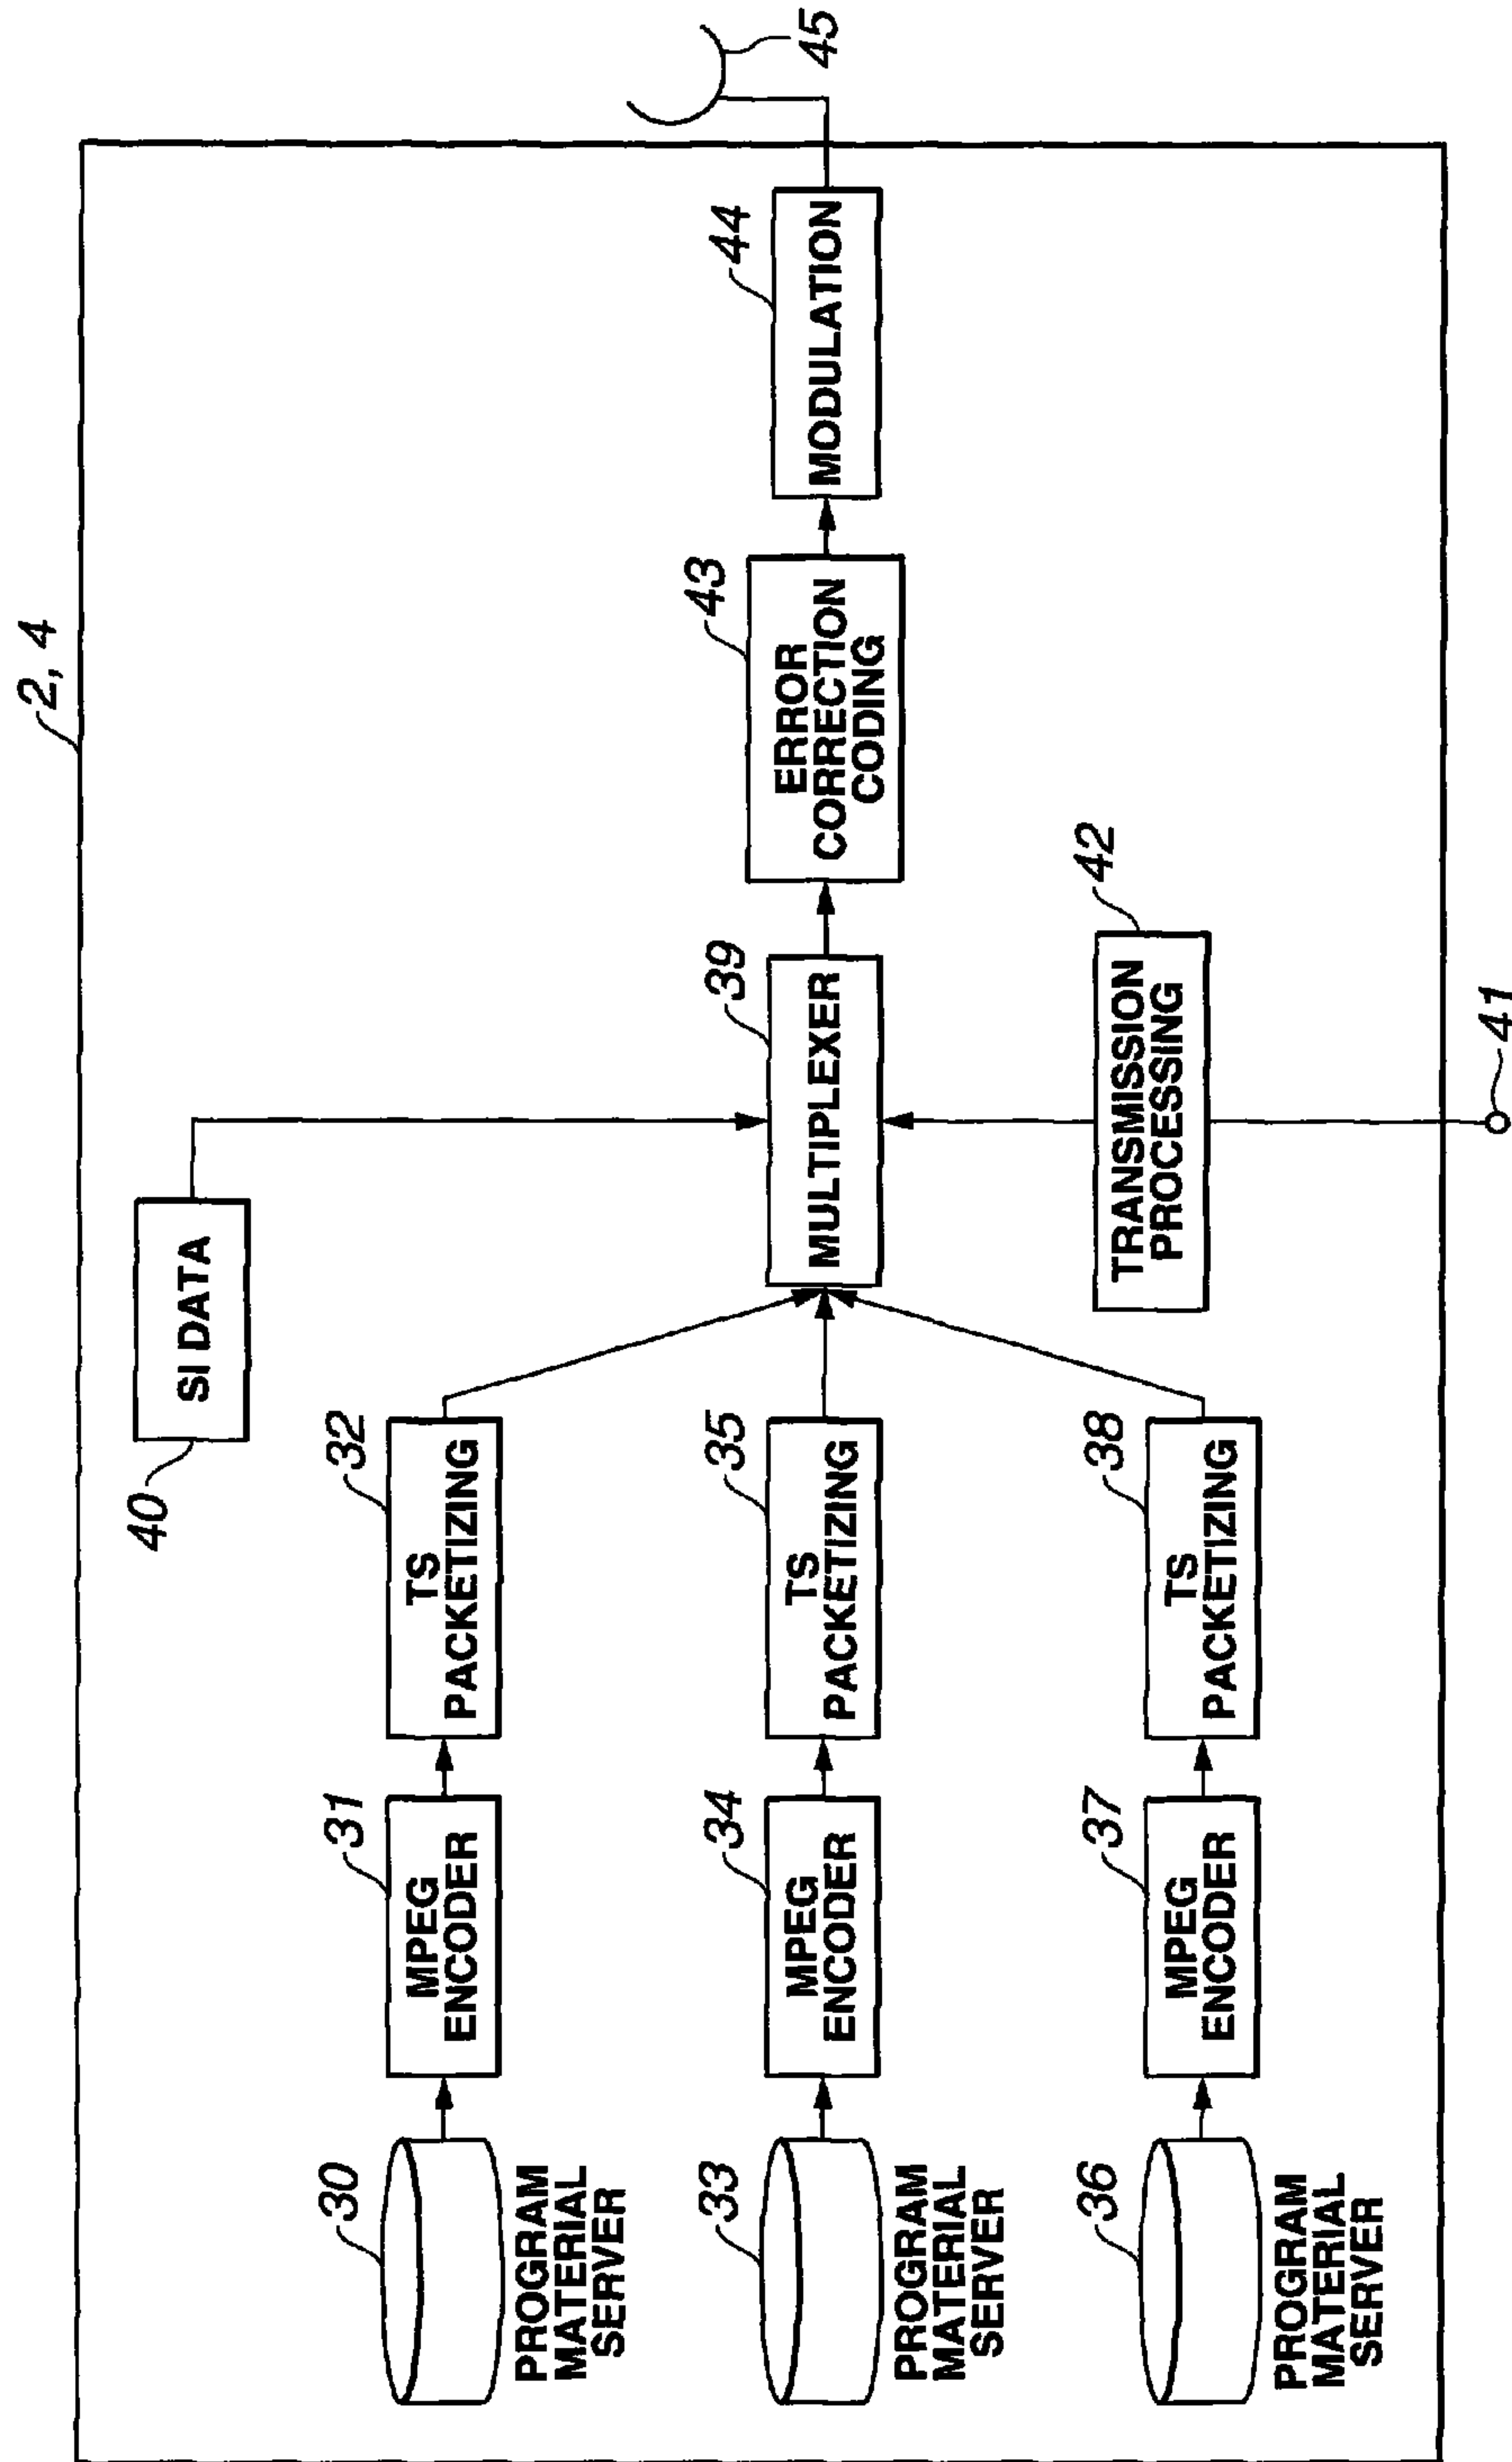 2, 4
40
SI DATA
30
PROGRAM
MATERIAL
SERVER
31
MPEG
ENCODER
32
TS
PACKETIZING
33
PROGRAM
MATERIAL
SERVER
34
MPEG
ENCODER
35
TS
PACKETIZING
36
PROGRAM
MATERIAL
SERVER
37
MPEG
ENCODER
38
TS
PACKETIZING
39
MULTIPLEXER
42
TRANSMISSION
PROCESSING
41
43
ERROR
CORRECTION
CODING
44
MODULATION
45